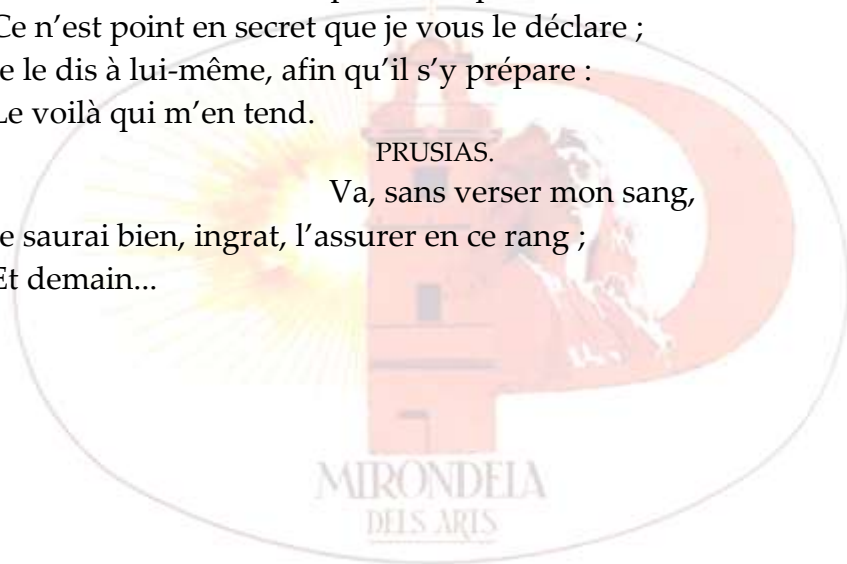 Ce n’est point en secret que je vous le déclare ;
e le dis à lui-même, afin qu’il s’y prépare :
Le voilà qui m’en tend.
PRUSIAS.
Va, sans verser mon sang,
e saurai bien, ingrat, l’assurer en ce rang ;
Et demain...
MIRONDELA
DELS ARTS